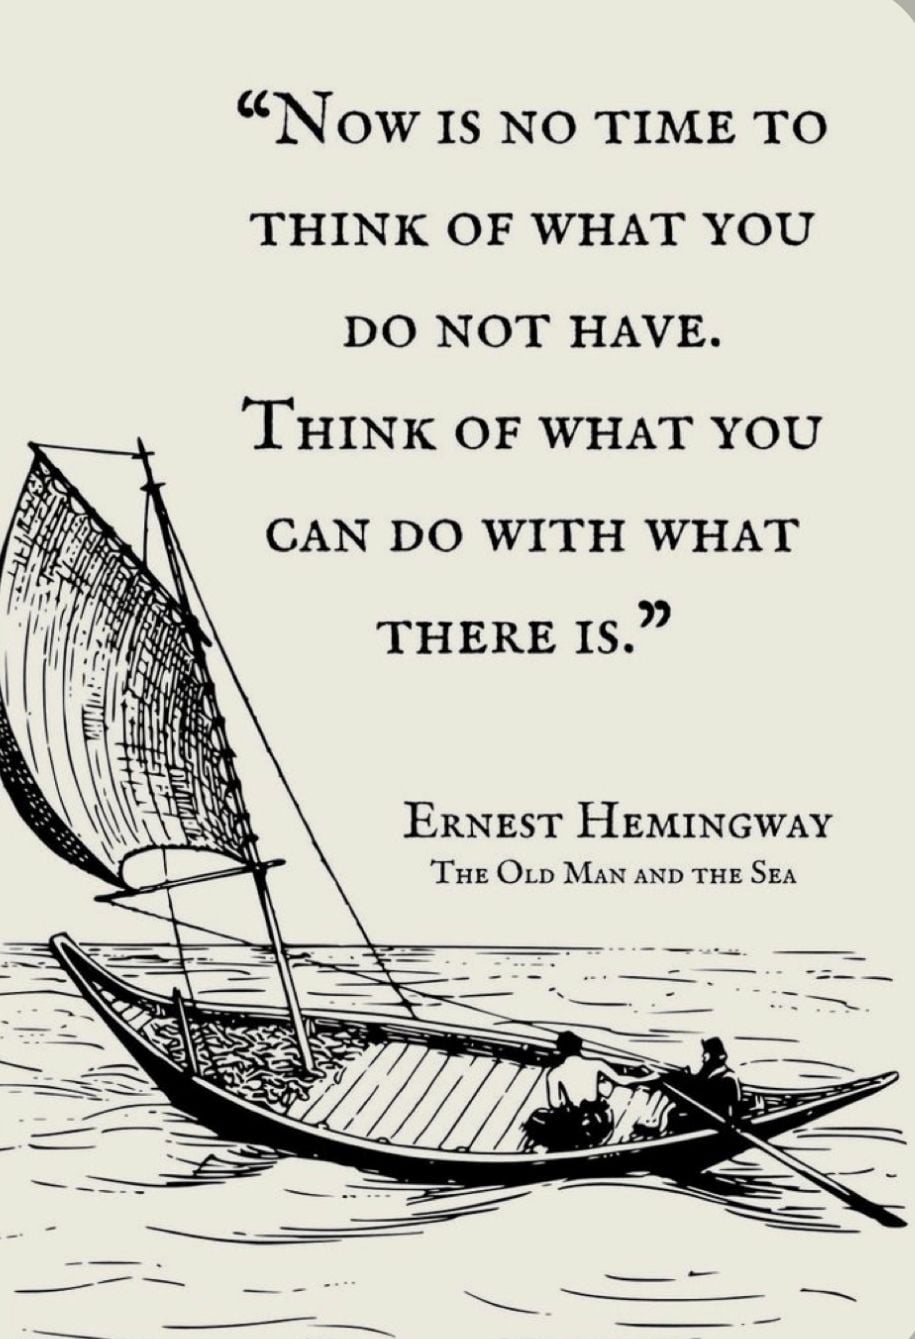 “Now is no time to
think of what you
do not have.
Think of what you
can do with what
there is.”
Ernest Hemingway
The Old Man and the Sea